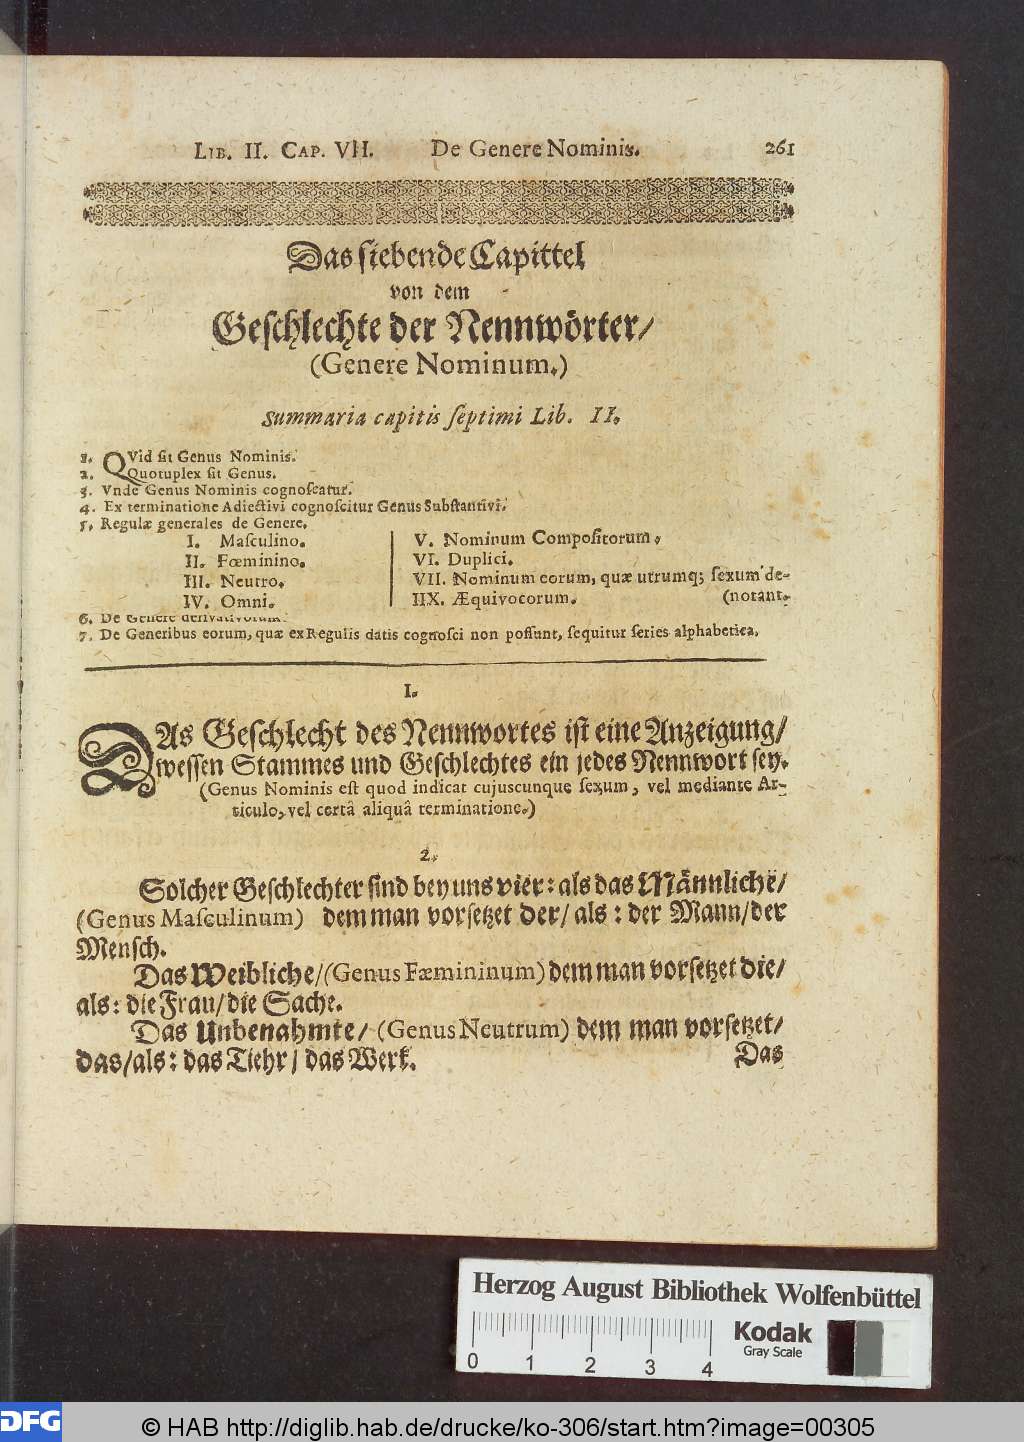 LIB. II. CAP. VII. De Genere Nominis. 261
Das siebende Capittel
von dem
Geschlechte der Nennwörter/
(Genere Nominum.)
Summaria capitis septimi Lib. II.
1. QVid sit Genus Nominis.
2. Quotuplex sit Genus.
3. Vnde Genus Nominis cognoscatur.
4. Ex terminatione Adiectivi cognoscitur Genus Substantivi.
5. Regulæ generales de Genere.
I. Masculino.
II. Fœminino.
III. Neutro.
IV. Omni.
V. Nominum Compositorum.
VI. Duplici.
VII. Nominum eorum, quæ utrumq; sexum de-
IIX. Æquivocorum. (notant.
6. De Genere derivativorum.
7. De Generibus eorum, quæ ex Regulis datis cognosci non possunt, sequitur series alphabetica.
I.
DAs Geschlecht des Nennwortes ist eine Anzeigung/
wessen Stammes und Geschlechtes ein jedes Nennwort sey.
(Genus Nominis est quod indicat cujuscunque sexum, vel mediante Ar-
ticulo, vel certâ aliquâ terminatione.)
2.
Solcher Geschlechter sind bey uns vier: als das Männliche/
(Genus Masculinum) dem man vorsetzet der/ als: der Mann/der
Mensch.
Das Weibliche/(Genus Fæmininum) dem man vorsetzet die/
als: die Frau/die Sache.
Das Unbenahmte/ (Genus Neutrum) dem man vorsetzet/
das/als: das Tiehr/ das Werk.
Das
Herzog August Bibliothek Wolfenbüttel
0 1 2 3 4
Kodak
Gray Scale
DFG
© HAB http://diglib.hab.de/drucke/ko-306/start.htm?image=00305